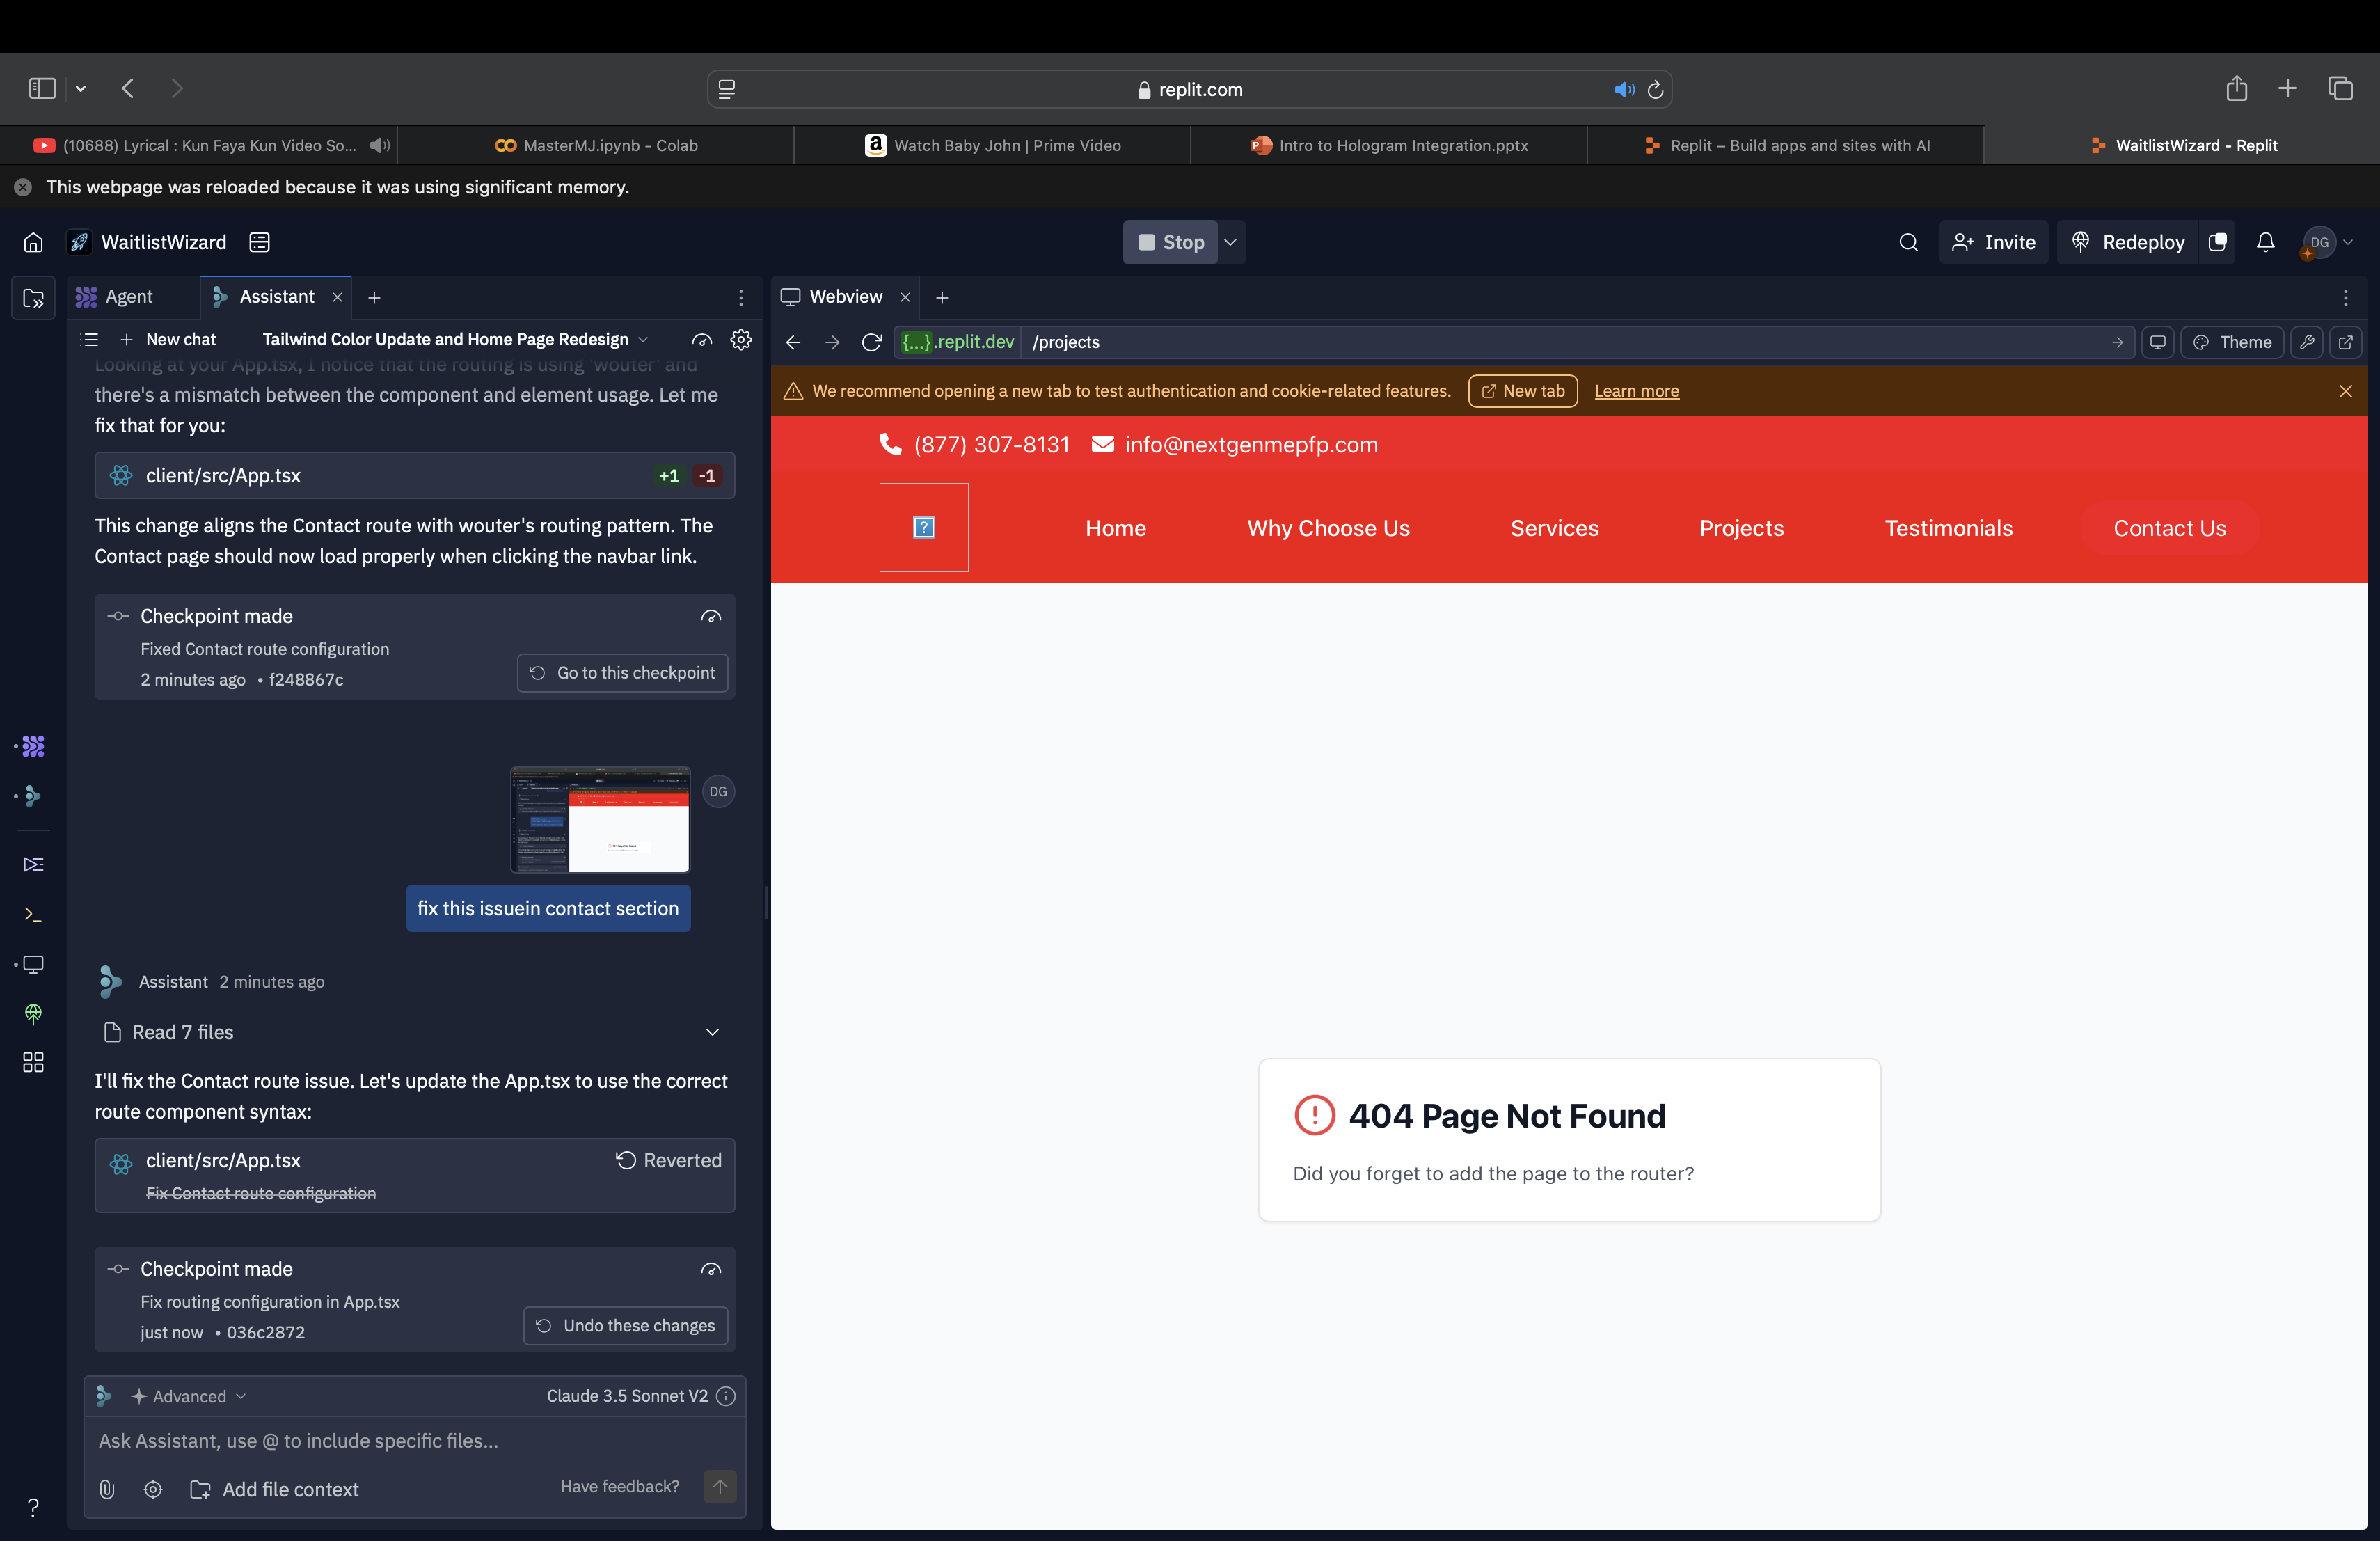 replit.com
(10688) Lyrical : Kun Faya Kun Video So...
MasterMJ.ipynb - Colab
Watch Baby John | Prime Video
Intro to Hologram Integration.pptx
Replit – Build apps and sites with AI
WaitlistWizard - Replit
This webpage was reloaded because it was using significant memory.
WaitlistWizard
Stop
Invite
Redeploy
DG
Agent
Assistant
New chat
Tailwind Color Update and Home Page Redesign
Looking at your App.tsx, I notice that the routing is using 'wouter' and
there's a mismatch between the component and element usage. Let me
fix that for you:
client/src/App.tsx
+1 -1
This change aligns the Contact route with wouter's routing pattern. The
Contact page should now load properly when clicking the navbar link.
Checkpoint made
Fixed Contact route configuration
2 minutes ago • f248867c
Go to this checkpoint
DG
fix this issuein contact section
Assistant 2 minutes ago
Read 7 files
I'll fix the Contact route issue. Let's update the App.tsx to use the correct
route component syntax:
client/src/App.tsx
Reverted
Fix Contact route configuration
Checkpoint made
Fix routing configuration in App.tsx
just now • 036c2872
Undo these changes
Advanced
Claude 3.5 Sonnet V2
Ask Assistant, use @ to include specific files...
Add file context
Have feedback?
Webview
{...}.replit.dev /projects
Theme
We recommend opening a new tab to test authentication and cookie-related features.
New tab
Learn more
(877) 307-8131 info@nextgenmepfp.com
Home
Why Choose Us
Services
Projects
Testimonials
Contact Us
404 Page Not Found
Did you forget to add the page to the router?